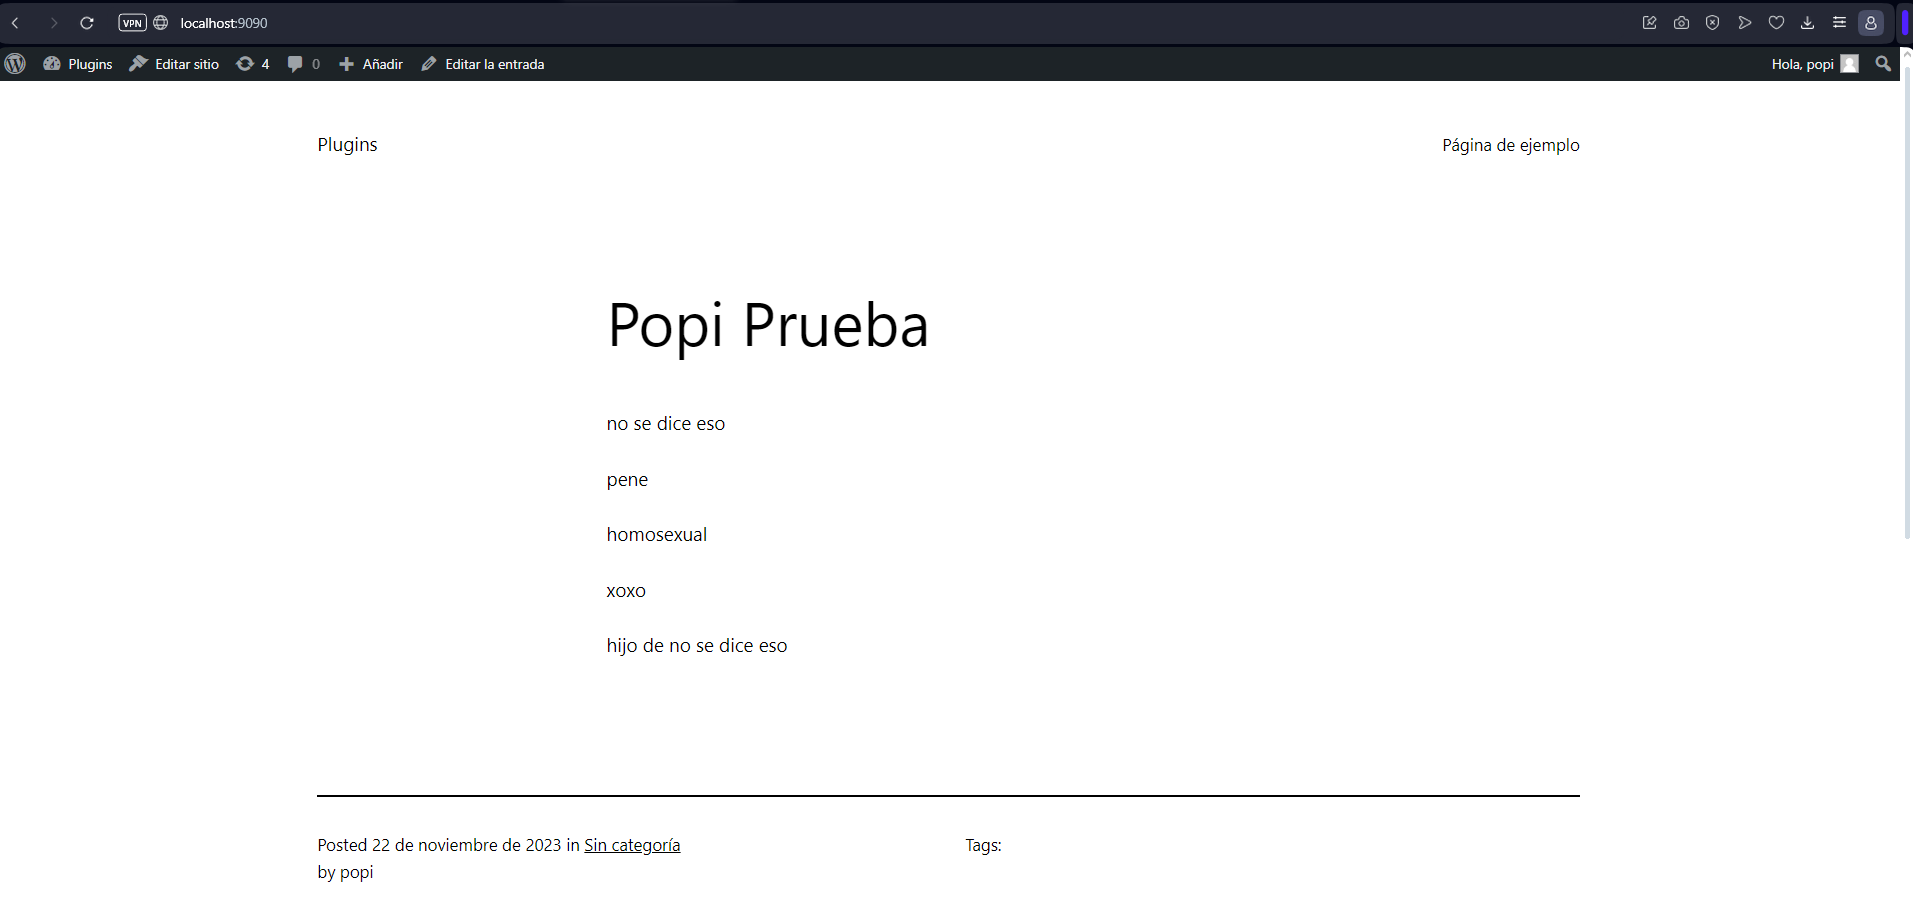 VPN localhost:9090
Plugins Editar sitio 4 0 Añadir Editar la entrada Hola, popi
Plugins Página de ejemplo
Popi Prueba
no se dice eso
pene
homosexual
xoxo
hijo de no se dice eso
Posted 22 de noviembre de 2023 in Sin categoría Tags:
by popi